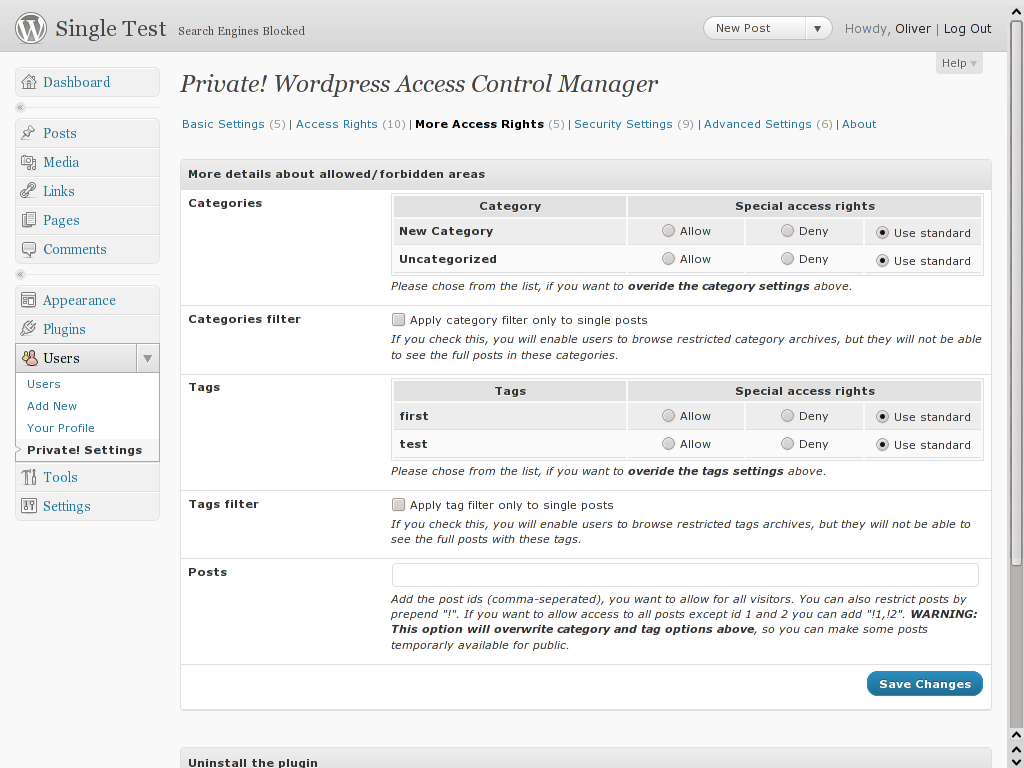 Single Test Search Engines Blocked New Post Howdy, Oliver | Log Out
Help
Dashboard
Posts
Media
Links
Pages
Comments
Appearance
Plugins
Users
Users
Add New
Your Profile
Private! Settings
Tools
Settings
Private! Wordpress Access Control Manager
Basic Settings (5) | Access Rights (10) | More Access Rights (5) | Security Settings (9) | Advanced Settings (6) | About
More details about allowed/forbidden areas
Categories
Category Special access rights
New Category Allow Deny Use standard
Uncategorized Allow Deny Use standard
Please chose from the list, if you want to overide the category settings above.
Categories filter
Apply category filter only to single posts
If you check this, you will enable users to browse restricted category archives, but they will not be able
to see the full posts in these categories.
Tags
Tags Special access rights
first Allow Deny Use standard
test Allow Deny Use standard
Please chose from the list, if you want to overide the tags settings above.
Tags filter
Apply tag filter only to single posts
If you check this, you will enable users to browse restricted tags archives, but they will not be able to
see the full posts with these tags.
Posts
Add the post ids (comma-seperated), you want to allow for all visitors. You can also restrict posts by
prepend "!". If you want to allow access to all posts except id 1 and 2 you can add "!1,!2". WARNING:
This option will overwrite category and tag options above, so you can make some posts
temporarly available for public.
Save Changes
Uninstall the plugin